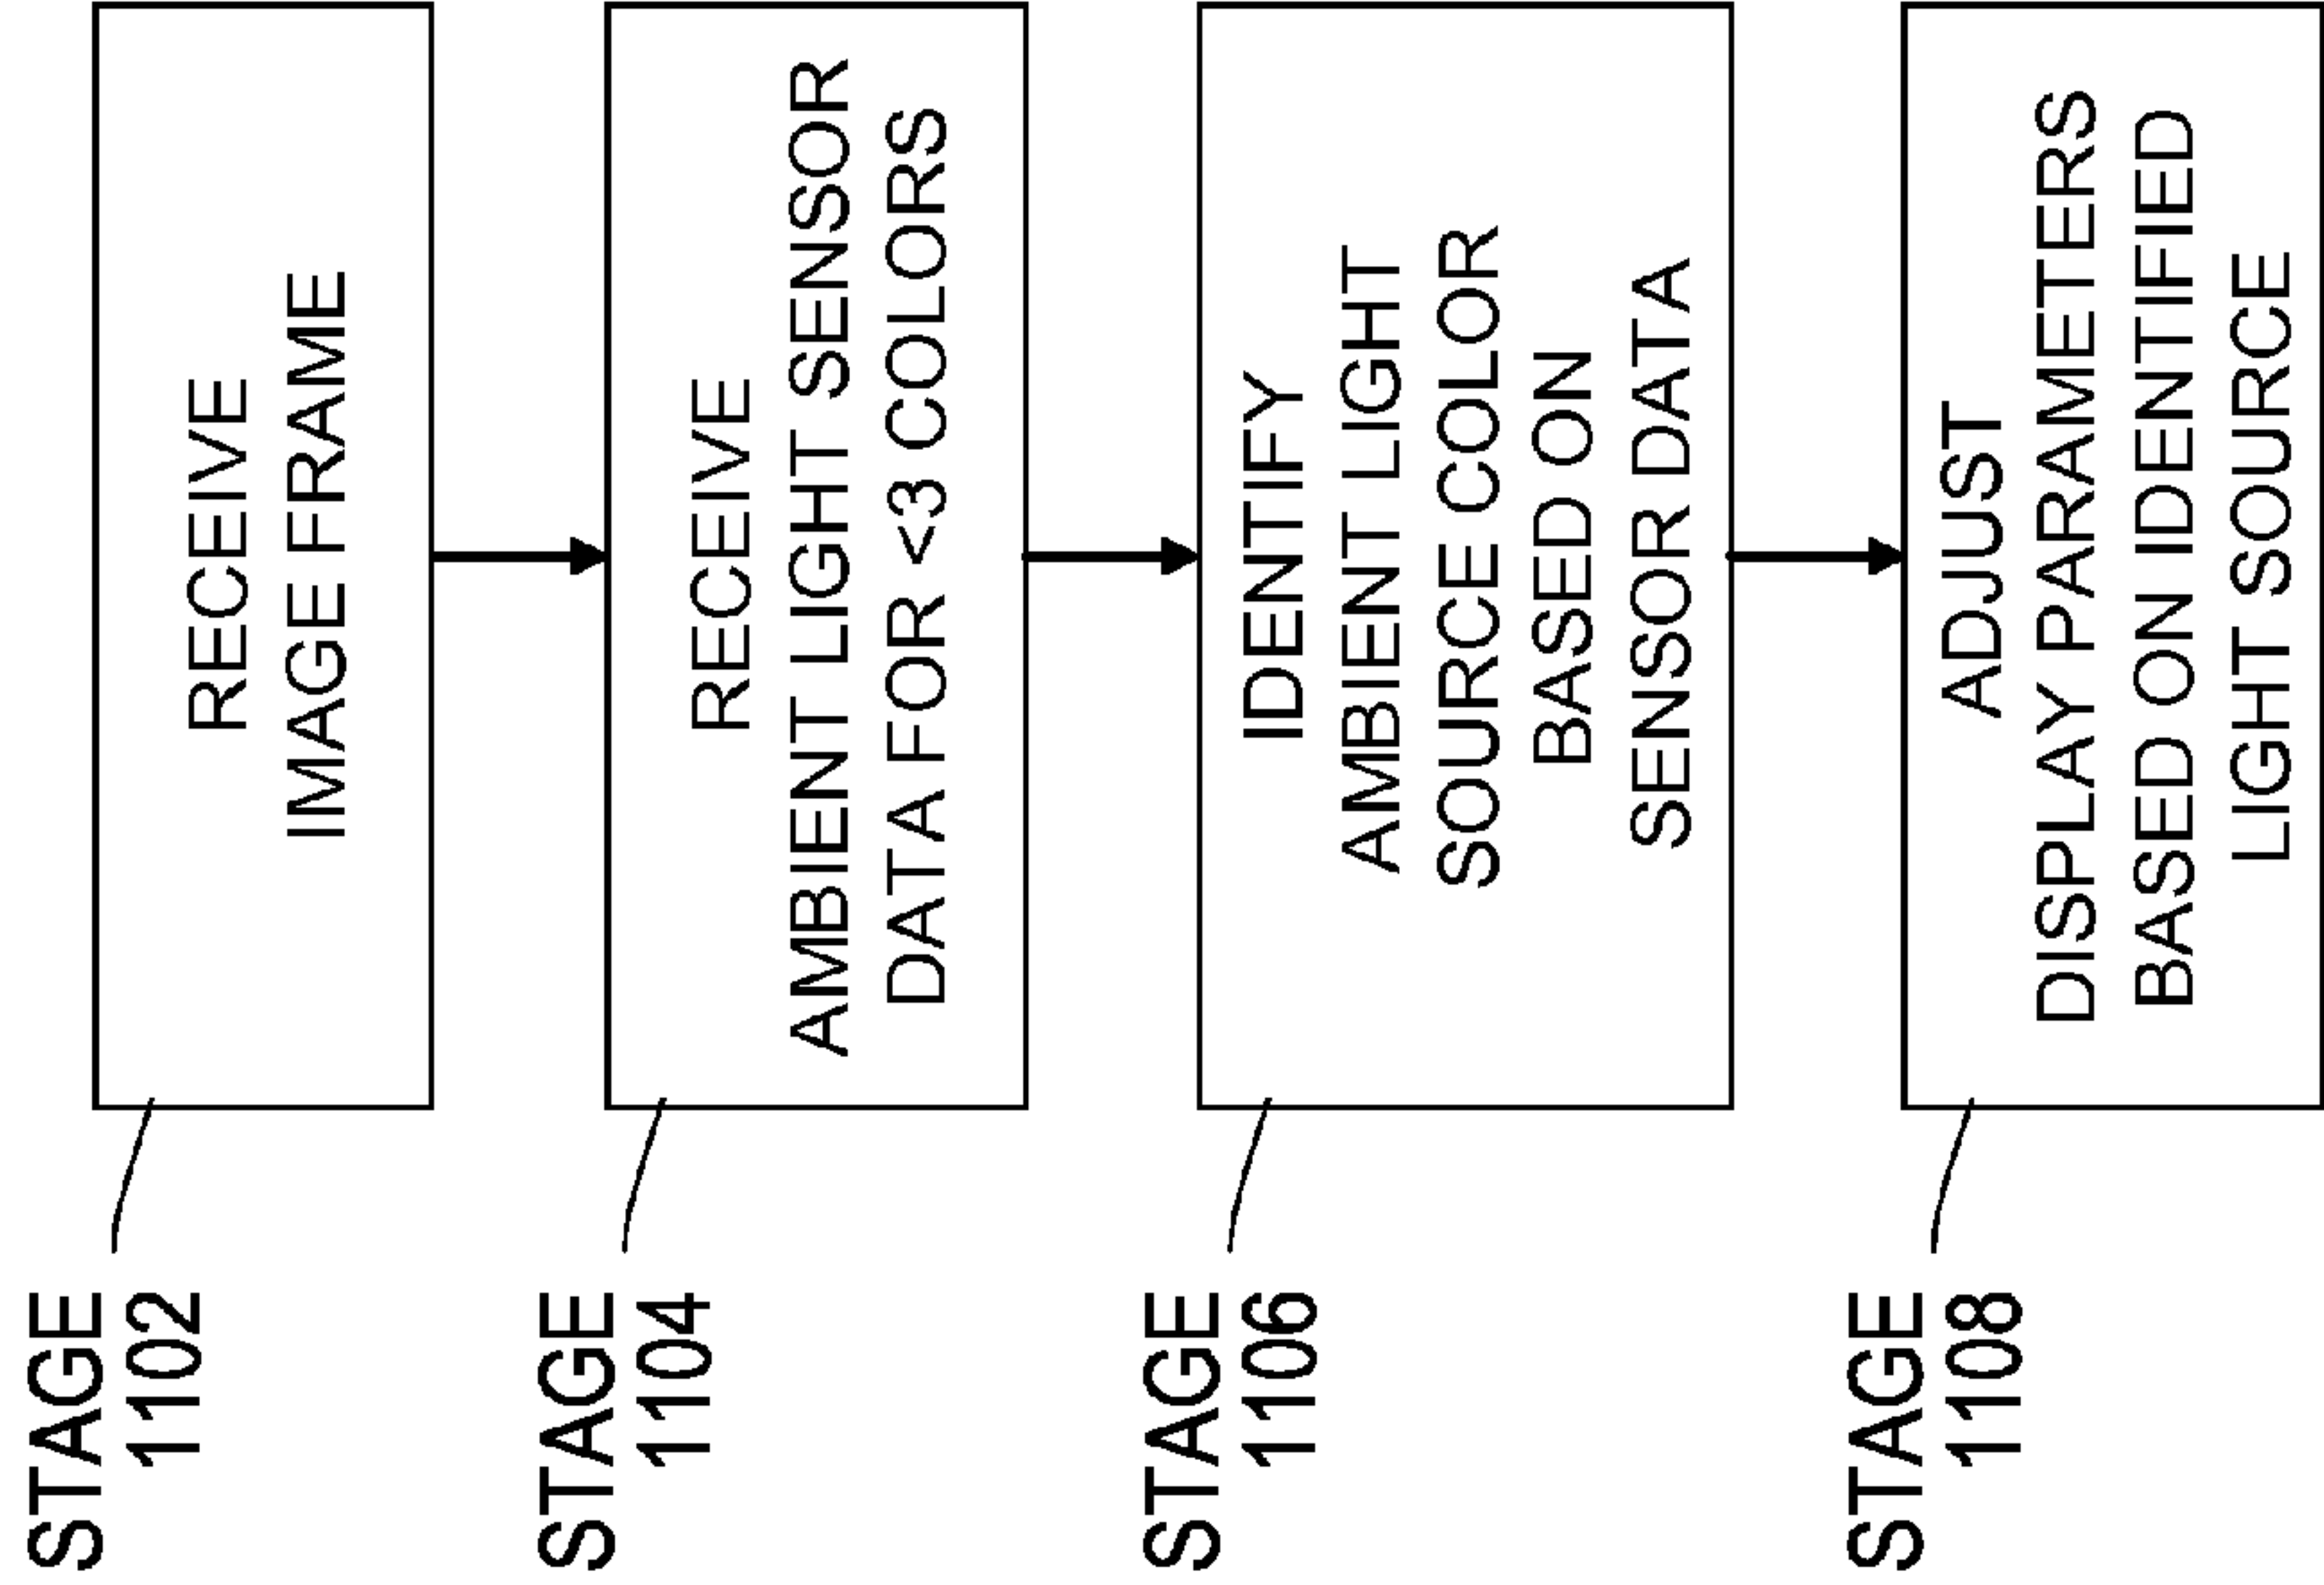 STAGE
1102
RECEIVE
IMAGE FRAME
STAGE
1104
RECEIVE
AMBIENT LIGHT SENSOR
DATA FOR <3 COLORS
STAGE
1106
IDENTIFY
AMBIENT LIGHT
SOURCE COLOR
BASED ON
SENSOR DATA
STAGE
1108
ADJUST
DISPLAY PARAMETERS
BASED ON IDENTIFIED
LIGHT SOURCE